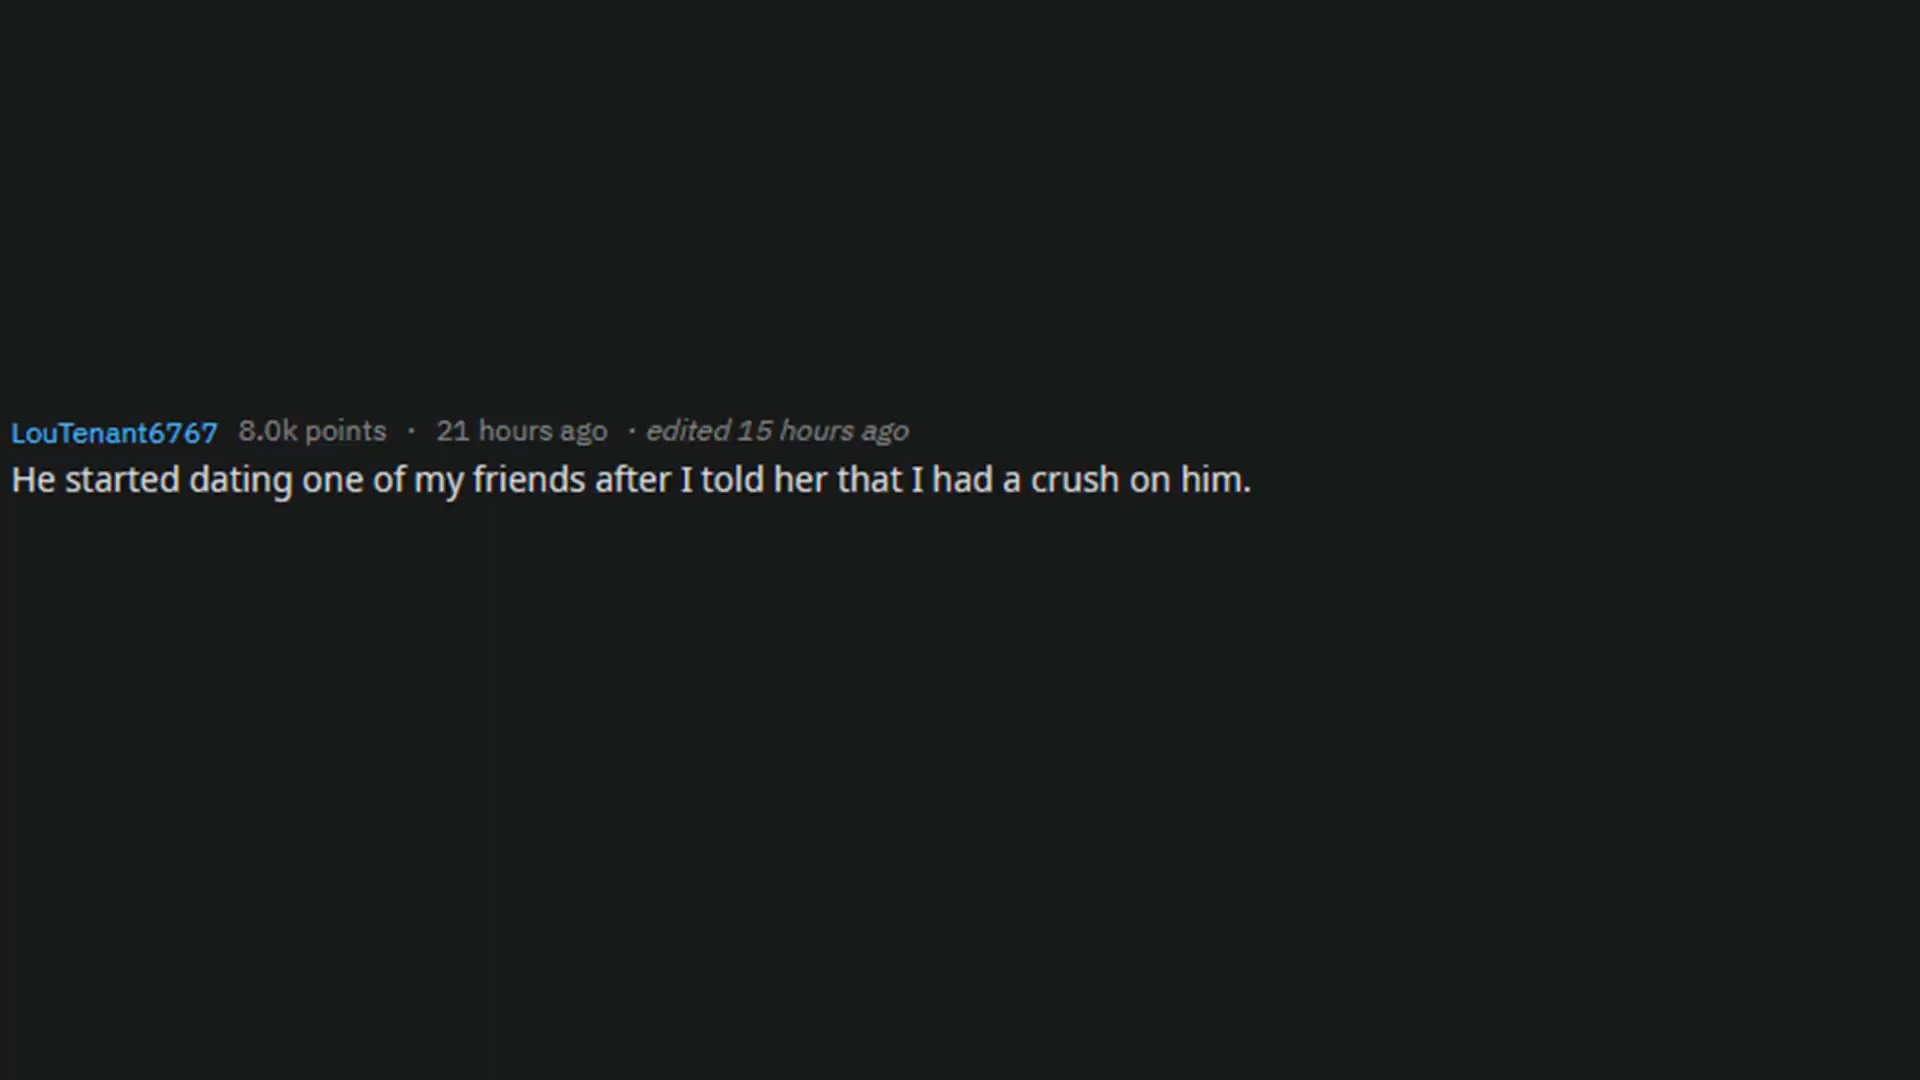 LouTenant6767 8.0k points · 21 hours ago · edited 15 hours ago
He started dating one of my friends after I told her that I had a crush on him.